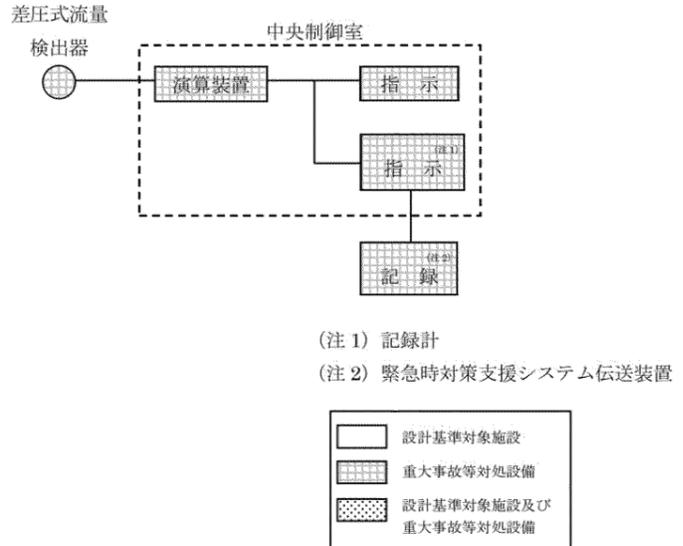 差圧式流量
検出器
中央制御室
演算装置
指 示
指 示 (注1)
記 録 (注2)
(注1) 記録計
(注2) 緊急時対策支援システム伝送装置
設計基準対象施設
重大事故等対処設備
設計基準対象施設及び
重大事故等対処設備